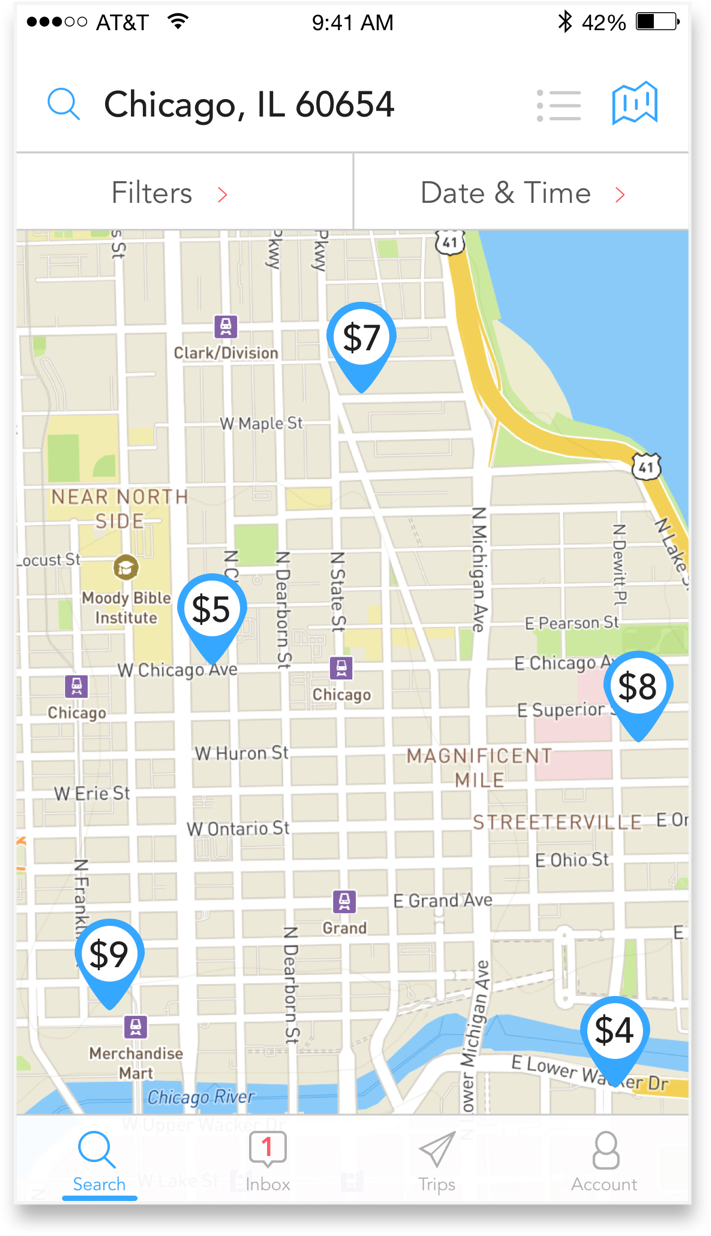 AT&T 9:41 AM 42%
Chicago, IL 60654
Filters Date & Time
s St
Pkwy
Pkwy
41
$7
Clark/Division
W Maple St
41
NEAR NORTH
SIDE
N Michigan Ave
N Dewitt Pl
N Lake S
Locust St
N C
N Dearborn St
N State St
Moody Bible
Institute
$5
E Pearson St
W Chicago Ave
E Chicago Av
$8
Chicago
Chicago
E Superior S
W Huron St
MAGNIFICENT
MILE
W Erie St
W Ontario St
STREETERVILLE
E On
E Ohio St
N Franklin
Grand
E Grand Ave
E
$9
N Dearborn St
Lower Michigan Ave
N
$4
Merchandise
Mart
E Lower Wacker Dr
Chicago River
W Upper Wacker Dr
W Lake St
N
1
Search Inbox Trips Account